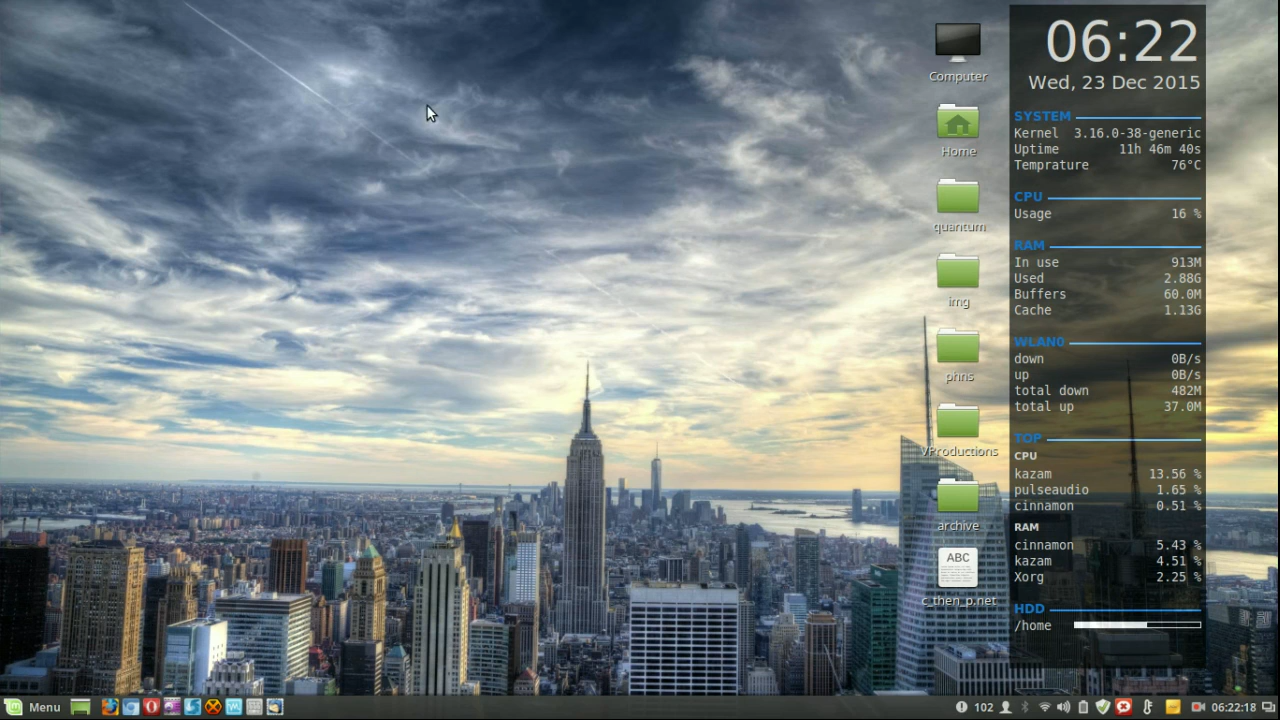 Computer
Home
quantum
img
phns
VProductions
archive
ABC
c_then_p.net
06:22
Wed, 23 Dec 2015
SYSTEM
Kernel 3.16.0-38-generic
Uptime 11h 46m 40s
Temprature 76°C
CPU
Usage 16 %
RAM
In use 913M
Used 2.88G
Buffers 60.0M
Cache 1.13G
WLAN0
down 0B/s
up 0B/s
total down 482M
total up 37.0M
TOP
CPU
kazam 13.56 %
pulseaudio 1.65 %
cinnamon 0.51 %
RAM
cinnamon 5.43 %
kazam 4.51 %
Xorg 2.25 %
HDD
/home
Menu
102
06:22:18